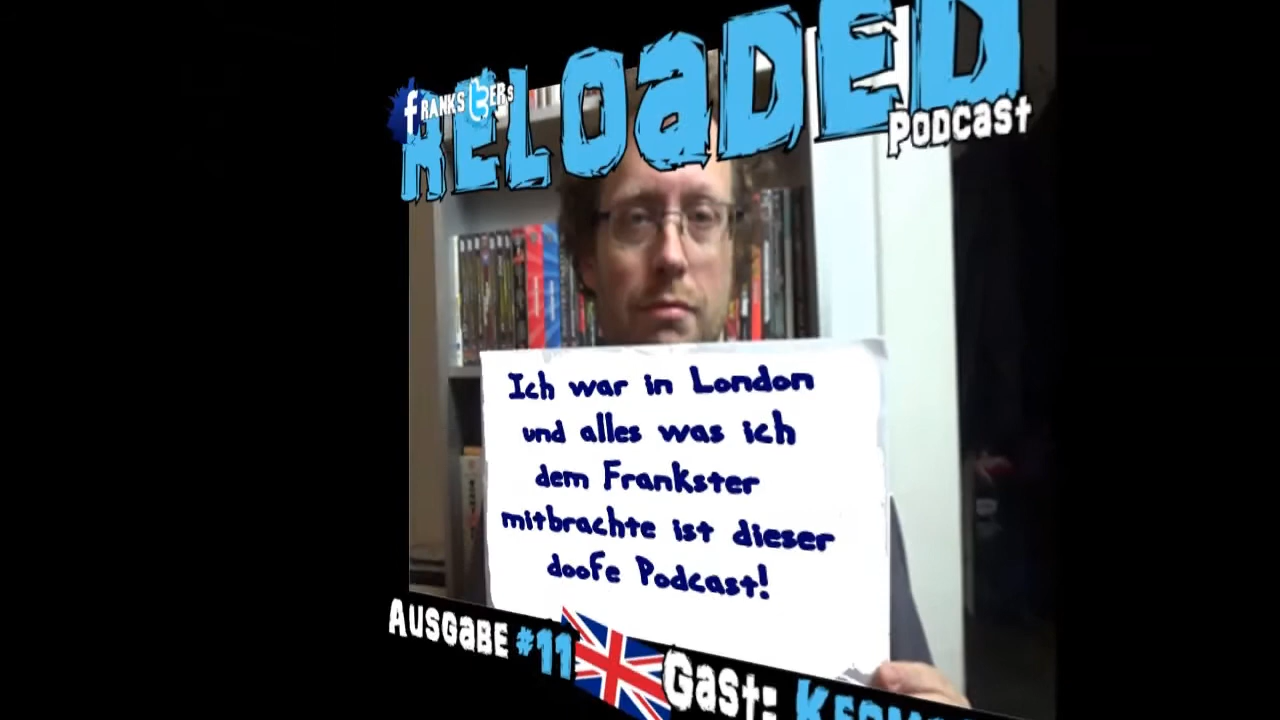 fRANKSTERS
RELOADED
PODCAST
Ich war in London
und alles was ich
dem Frankster
mitbrachte ist dieser
doofe Podcast!
AUSGABE #11
Gast: